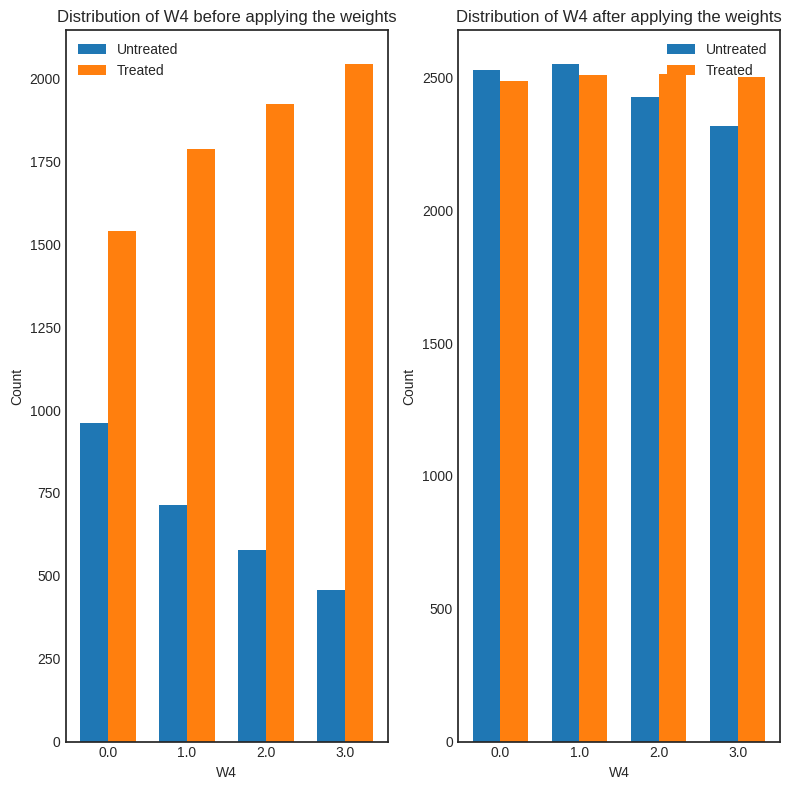 Distribution of W4 before applying the weights
Untreated
Treated
2000
1750
1500
1250
1000
750
500
250
0
Count
0.0 1.0 2.0 3.0
W4
Distribution of W4 after applying the weights
Untreated
Treated
2500
2000
1500
1000
500
0
Count
0.0 1.0 2.0 3.0
W4